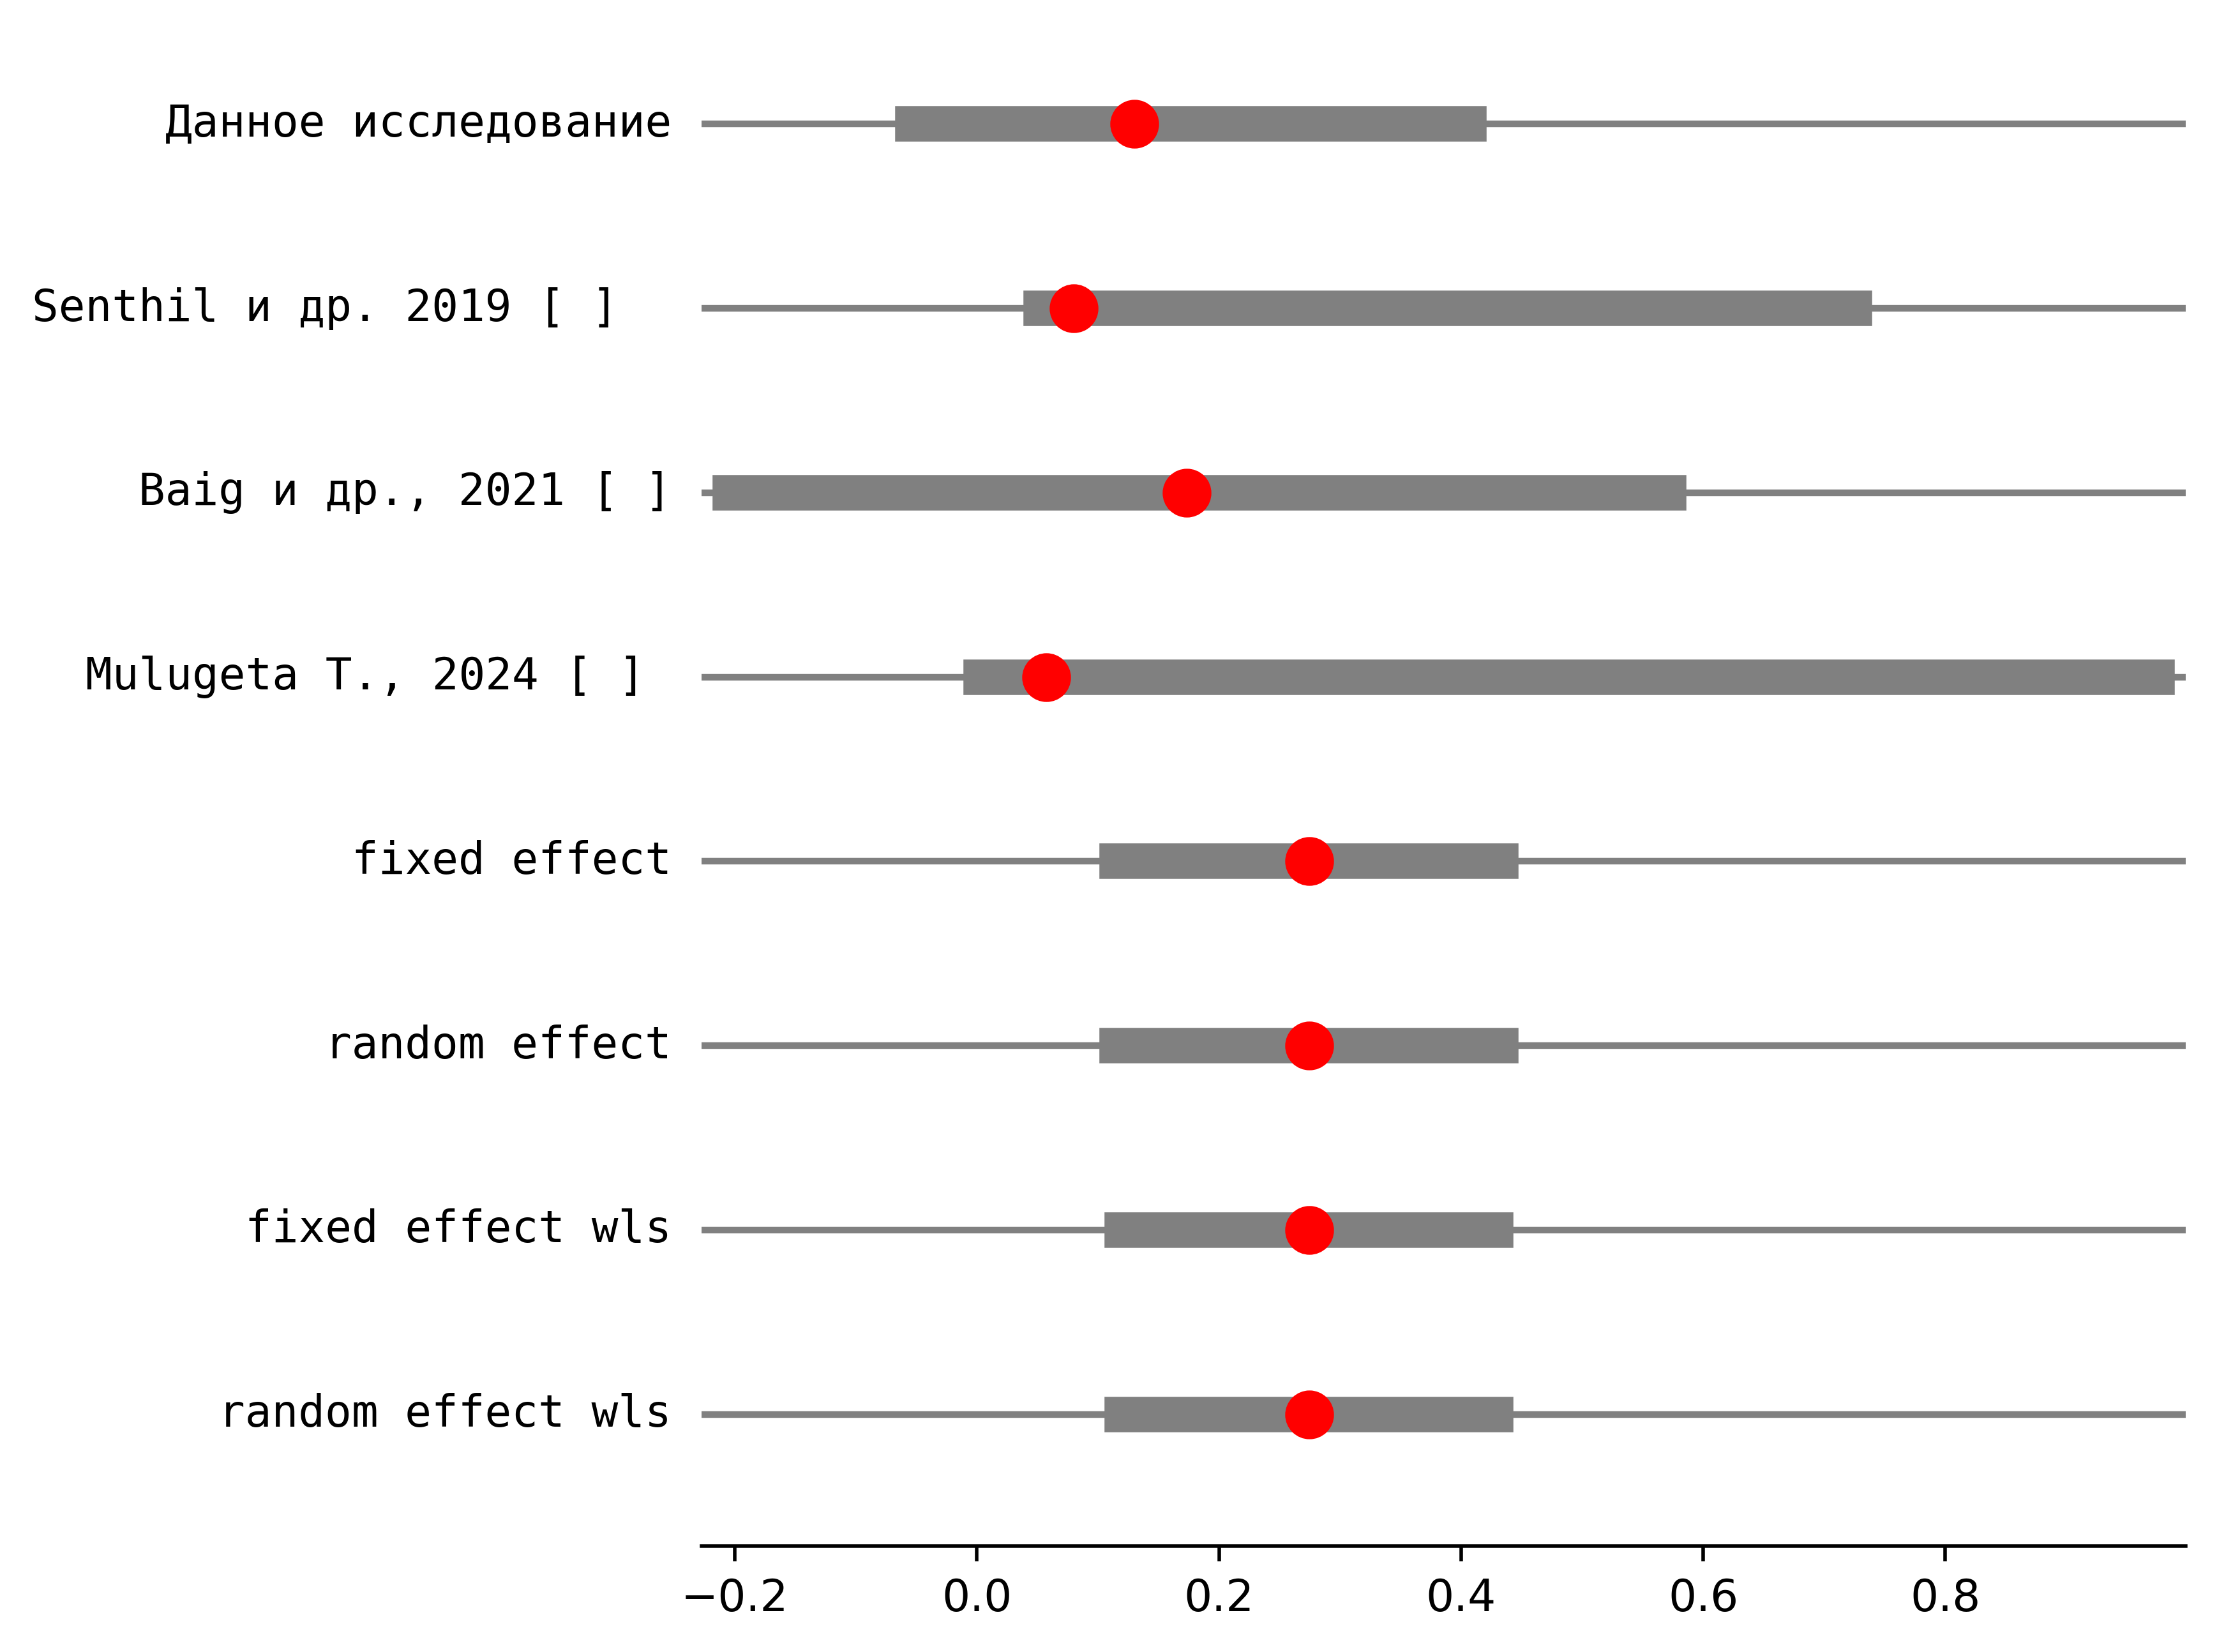 Данное исследование
Senthil и др. 2019 [ ]
Baig и др., 2021 [ ]
Mulugeta T., 2024 [ ]
fixed effect
random effect
fixed effect wls
random effect wls
−0.2 0.0 0.2 0.4 0.6 0.8